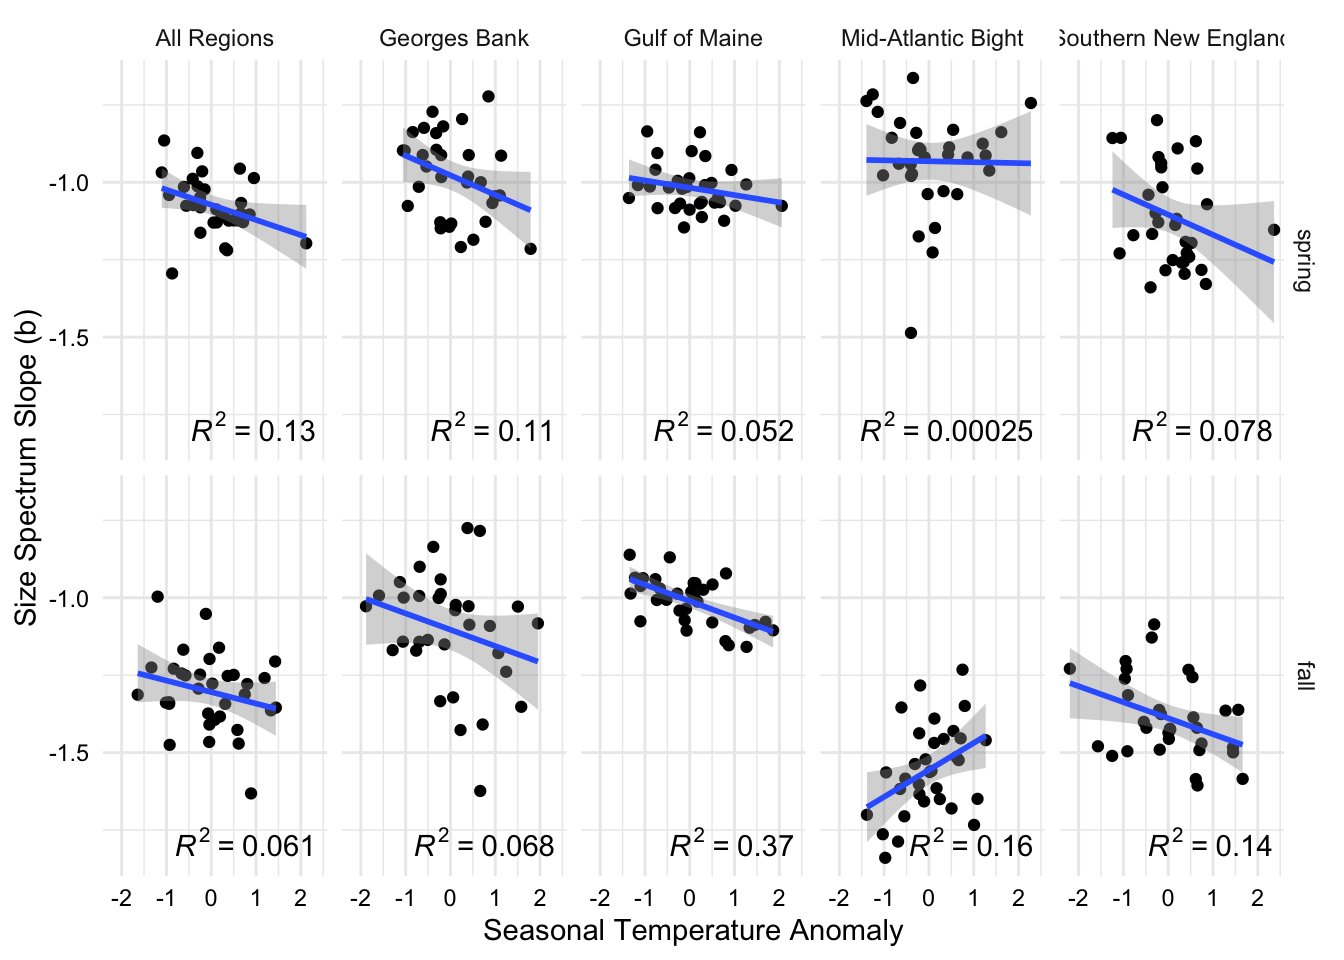 All Regions Georges Bank Gulf of Maine Mid-Atlantic Bight Southern New England
-1.0
-1.5
R² = 0.13 R² = 0.11 R² = 0.052 R² = 0.00025 R² = 0.078
spring
Size Spectrum Slope (b)
-1.0
-1.5
R² = 0.061 R² = 0.068 R² = 0.37 R² = 0.16 R² = 0.14
fall
-2 -1 0 1 2 -2 -1 0 1 2 -2 -1 0 1 2 -2 -1 0 1 2 -2 -1 0 1 2
Seasonal Temperature Anomaly